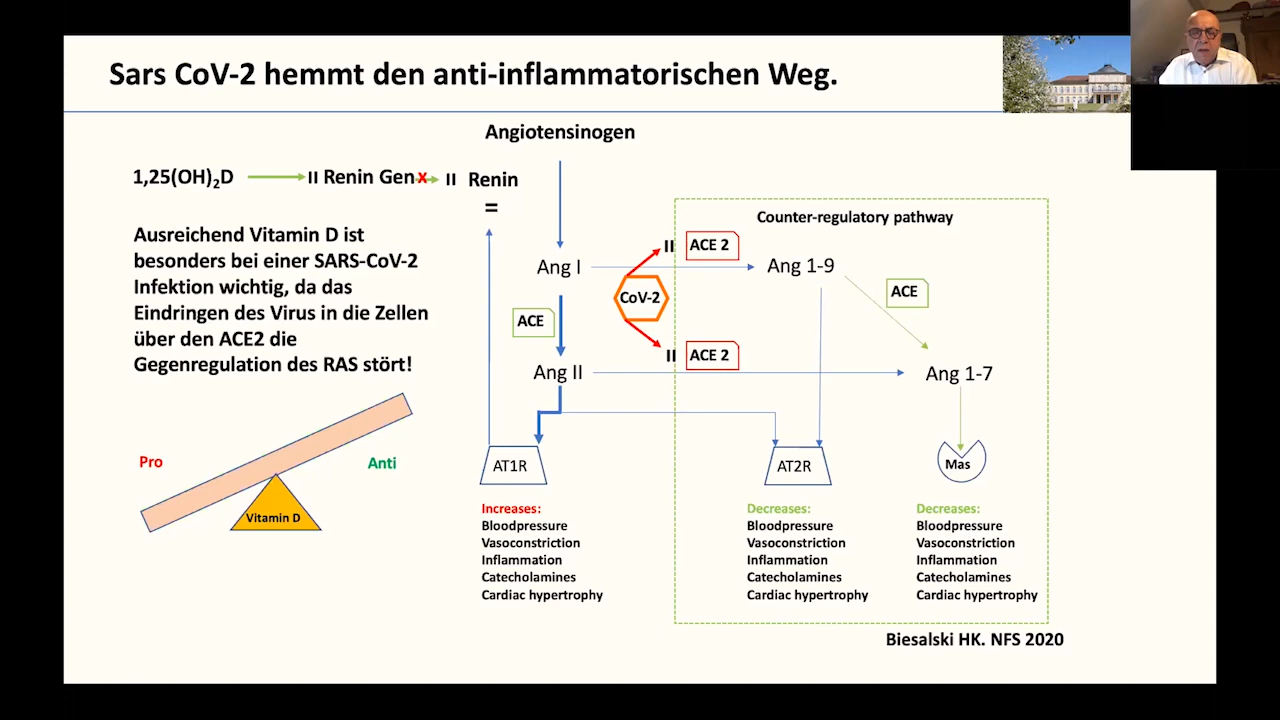 Sars CoV-2 hemmt den anti-inflammatorischen Weg.
Angiotensinogen
1,25(OH)₂D
II Renin Gen x
II Renin
=
Ausreichend Vitamin D ist
besonders bei einer SARS-CoV-2
Infektion wichtig, da das
Eindringen des Virus in die Zellen
über den ACE2 die
Gegenregulation des RAS stört!
Pro
Anti
Vitamin D
Counter-regulatory pathway
II ACE 2
Ang I
Ang 1-9
CoV-2
ACE
ACE
II ACE 2
Ang II
Ang 1-7
AT1R
AT2R
Mas
Increases:
Bloodpressure
Vasoconstriction
Inflammation
Catecholamines
Cardiac hypertrophy
Decreases:
Bloodpressure
Vasoconstriction
Inflammation
Catecholamines
Cardiac hypertrophy
Decreases:
Bloodpressure
Vasoconstriction
Inflammation
Catecholamines
Cardiac hypertrophy
Biesalski HK. NFS 2020